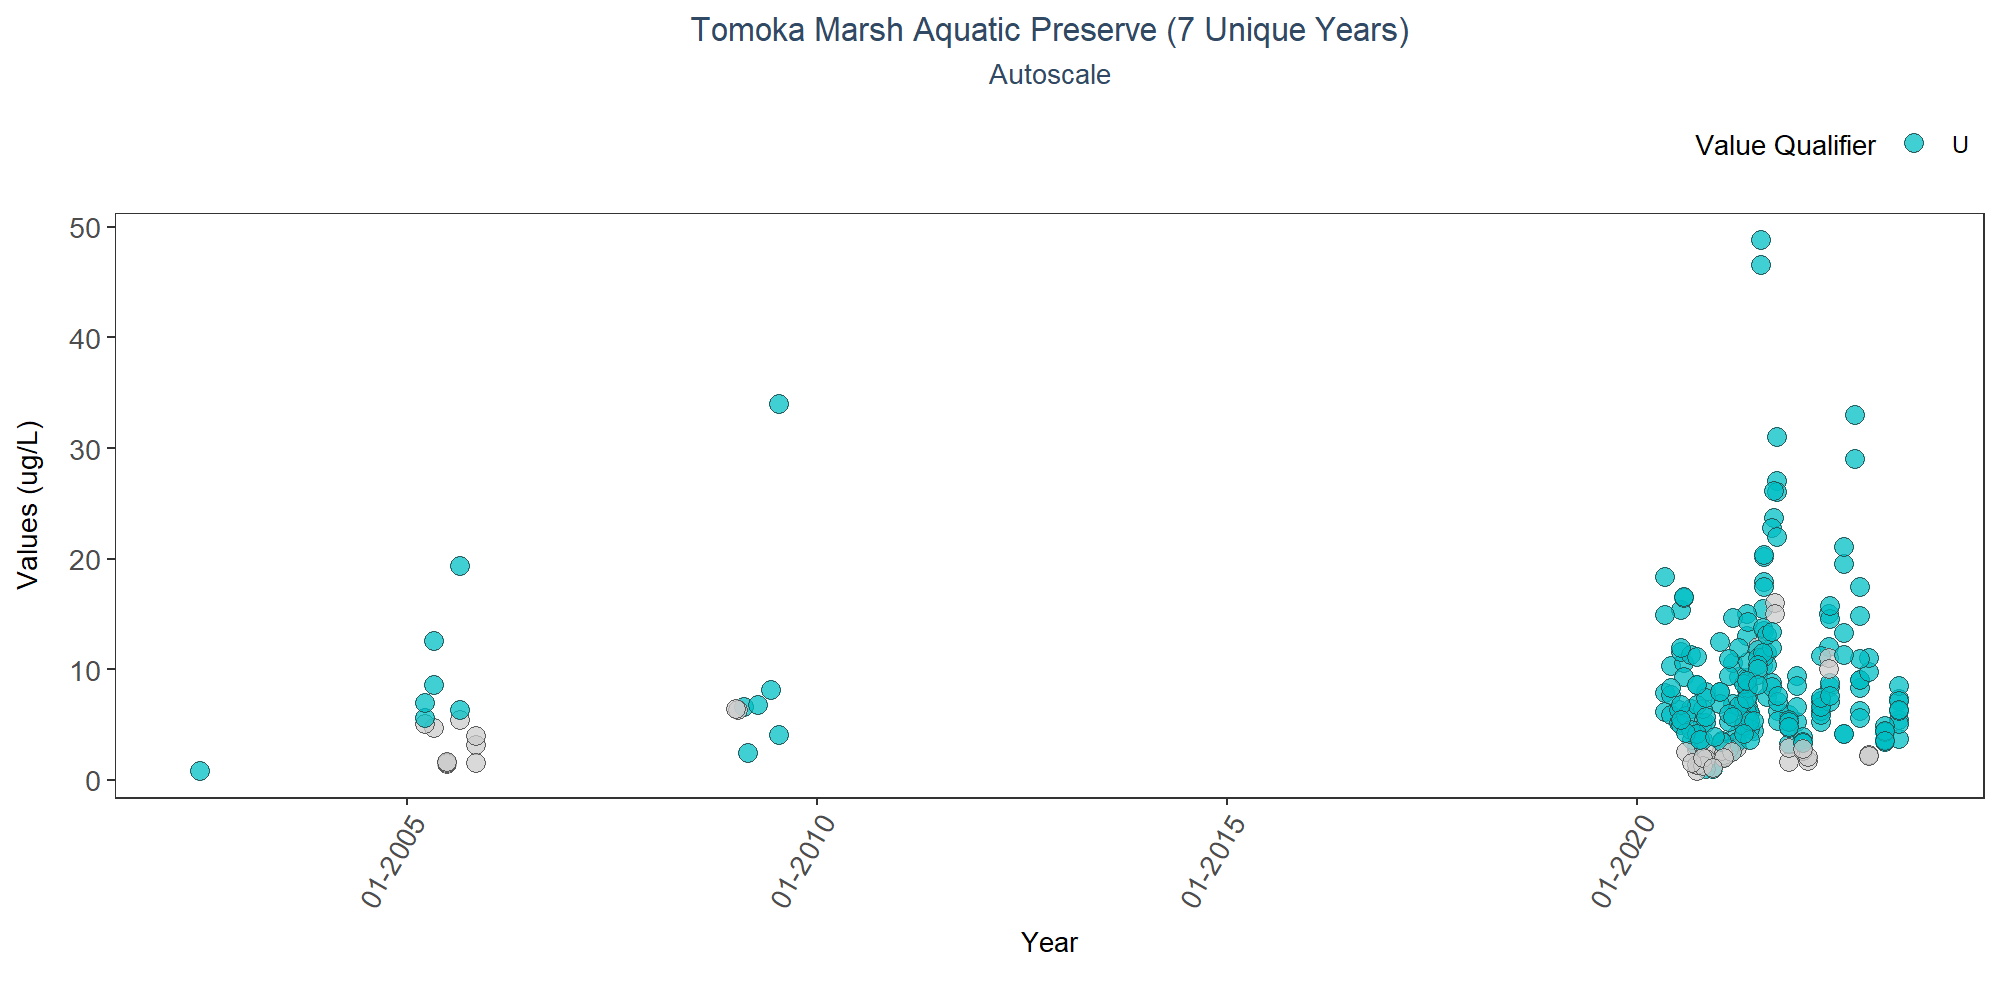 Tomoka Marsh Aquatic Preserve (7 Unique Years)
Autoscale
Value Qualifier U
Values (ug/L)
50
40
30
20
10
0
01-2005
01-2010
01-2015
01-2020
Year